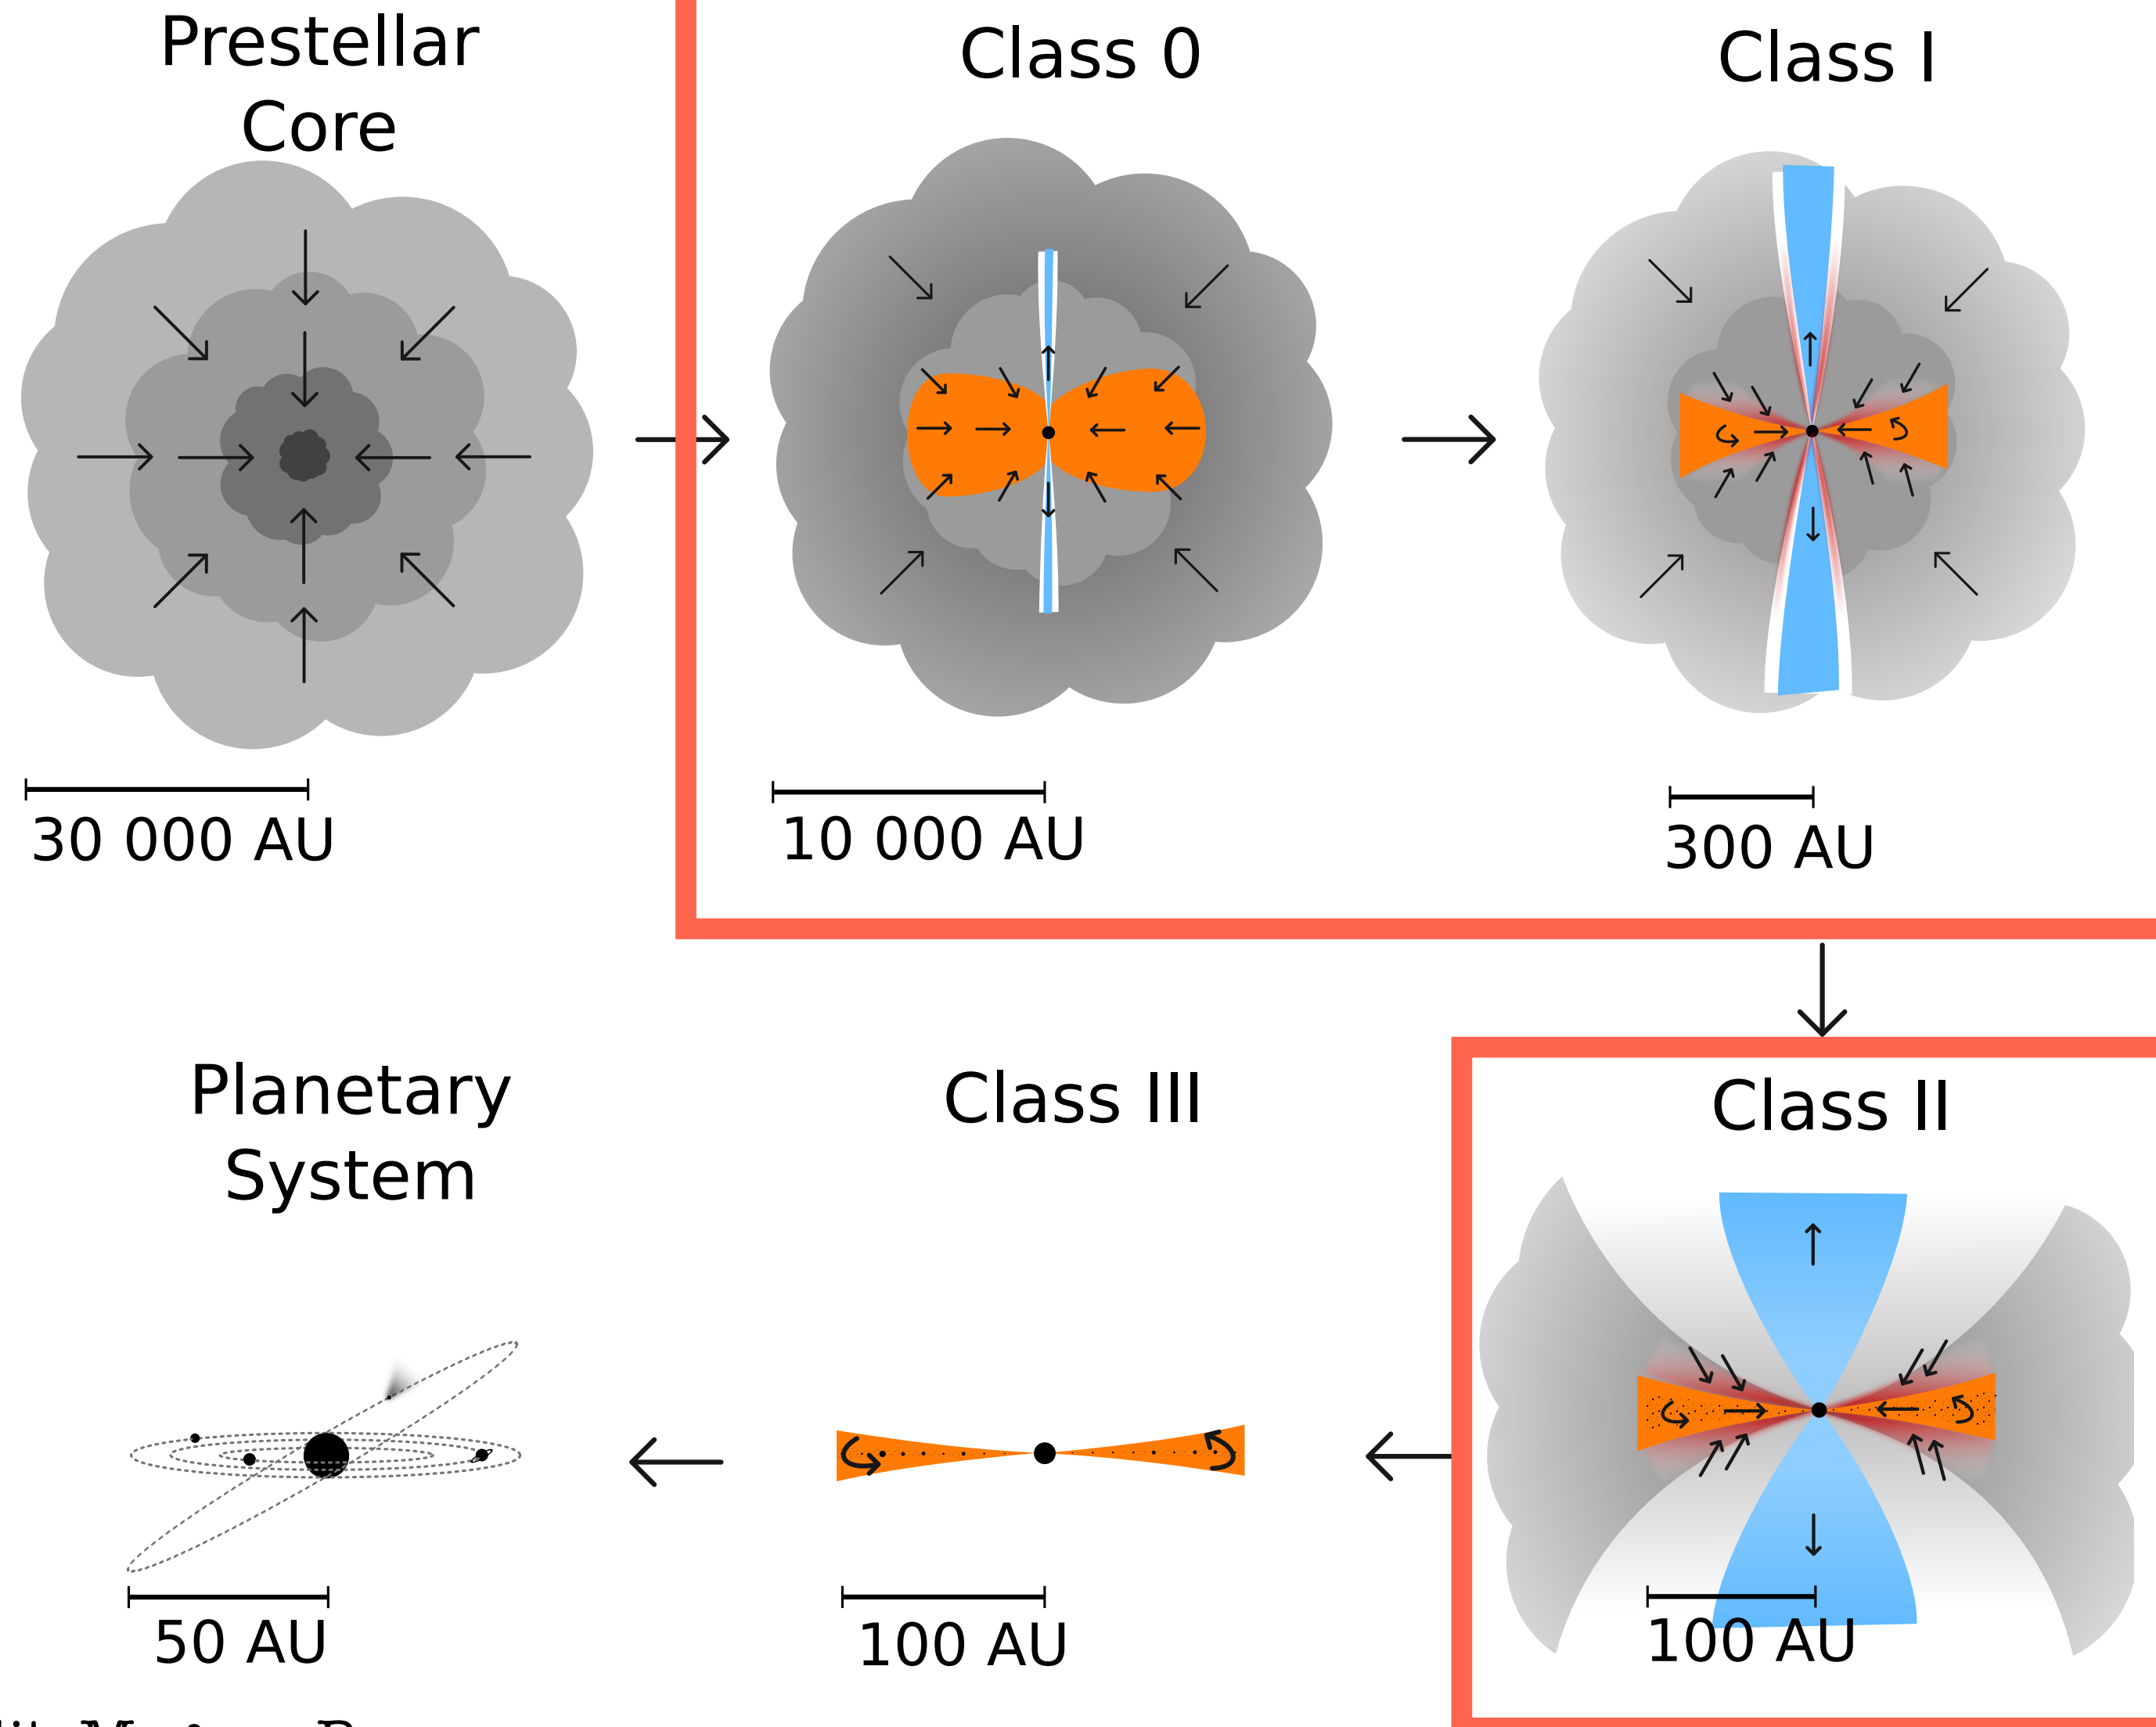 Prestellar
Core
Class 0
Class I
30 000 AU
10 000 AU
300 AU
Planetary
System
Class III
Class II
50 AU
100 AU
100 AU